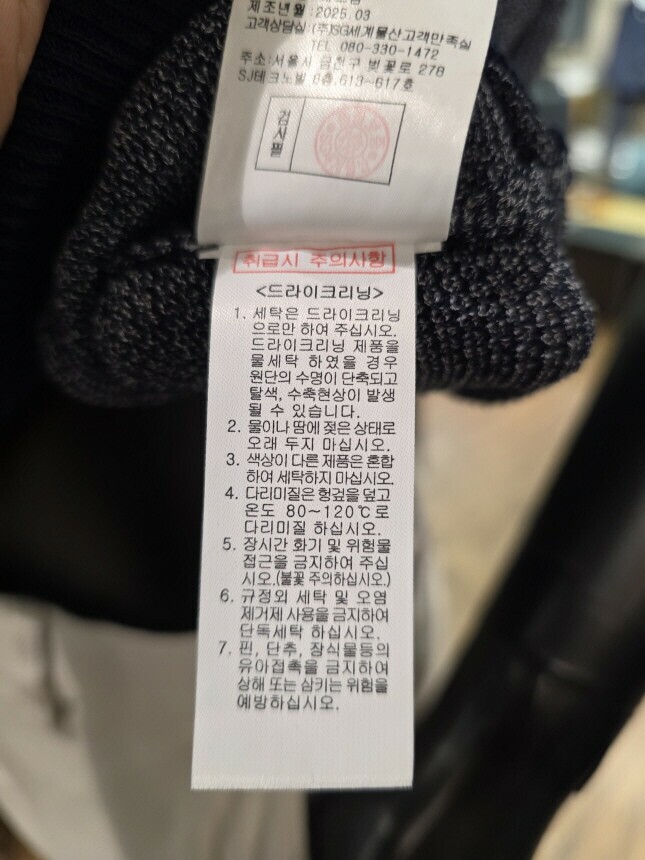 제조년월:2025.03
고객상담실:(주)SG세계물산고객만족실
TEL 080-330-1472
주소:서울시 금천구 벚꽃로 278
SJ테크노빌 8층,613~617호
검사필
취급시 주의사항
<드라이크리닝>
1. 세탁은 드라이크리닝
으로만 하여 주십시오.
드라이크리닝 제품을
물세탁 하였을 경우
원단의 수명이 단축되고
탈색, 수축현상이 발생
될 수 있습니다.
2. 물이나 땀에 젖은 상태로
오래 두지 마십시오.
3. 색상이 다른 제품은 혼합
하여 세탁하지 마십시오.
4. 다리미질은 헝겊을 덮고
온도 80~120℃로
다리미질 하십시오.
5. 장시간 화기 및 위험물
접근을 금지하여 주십
시오.(불꽃 주의하십시오.)
6. 규정외 세탁 및 오염
제거제 사용을 금지하여
단독세탁 하십시오.
7. 핀, 단추, 장식물등의
유아접촉을 금지하여
상해 또는 삼키는 위험을
예방하십시오.